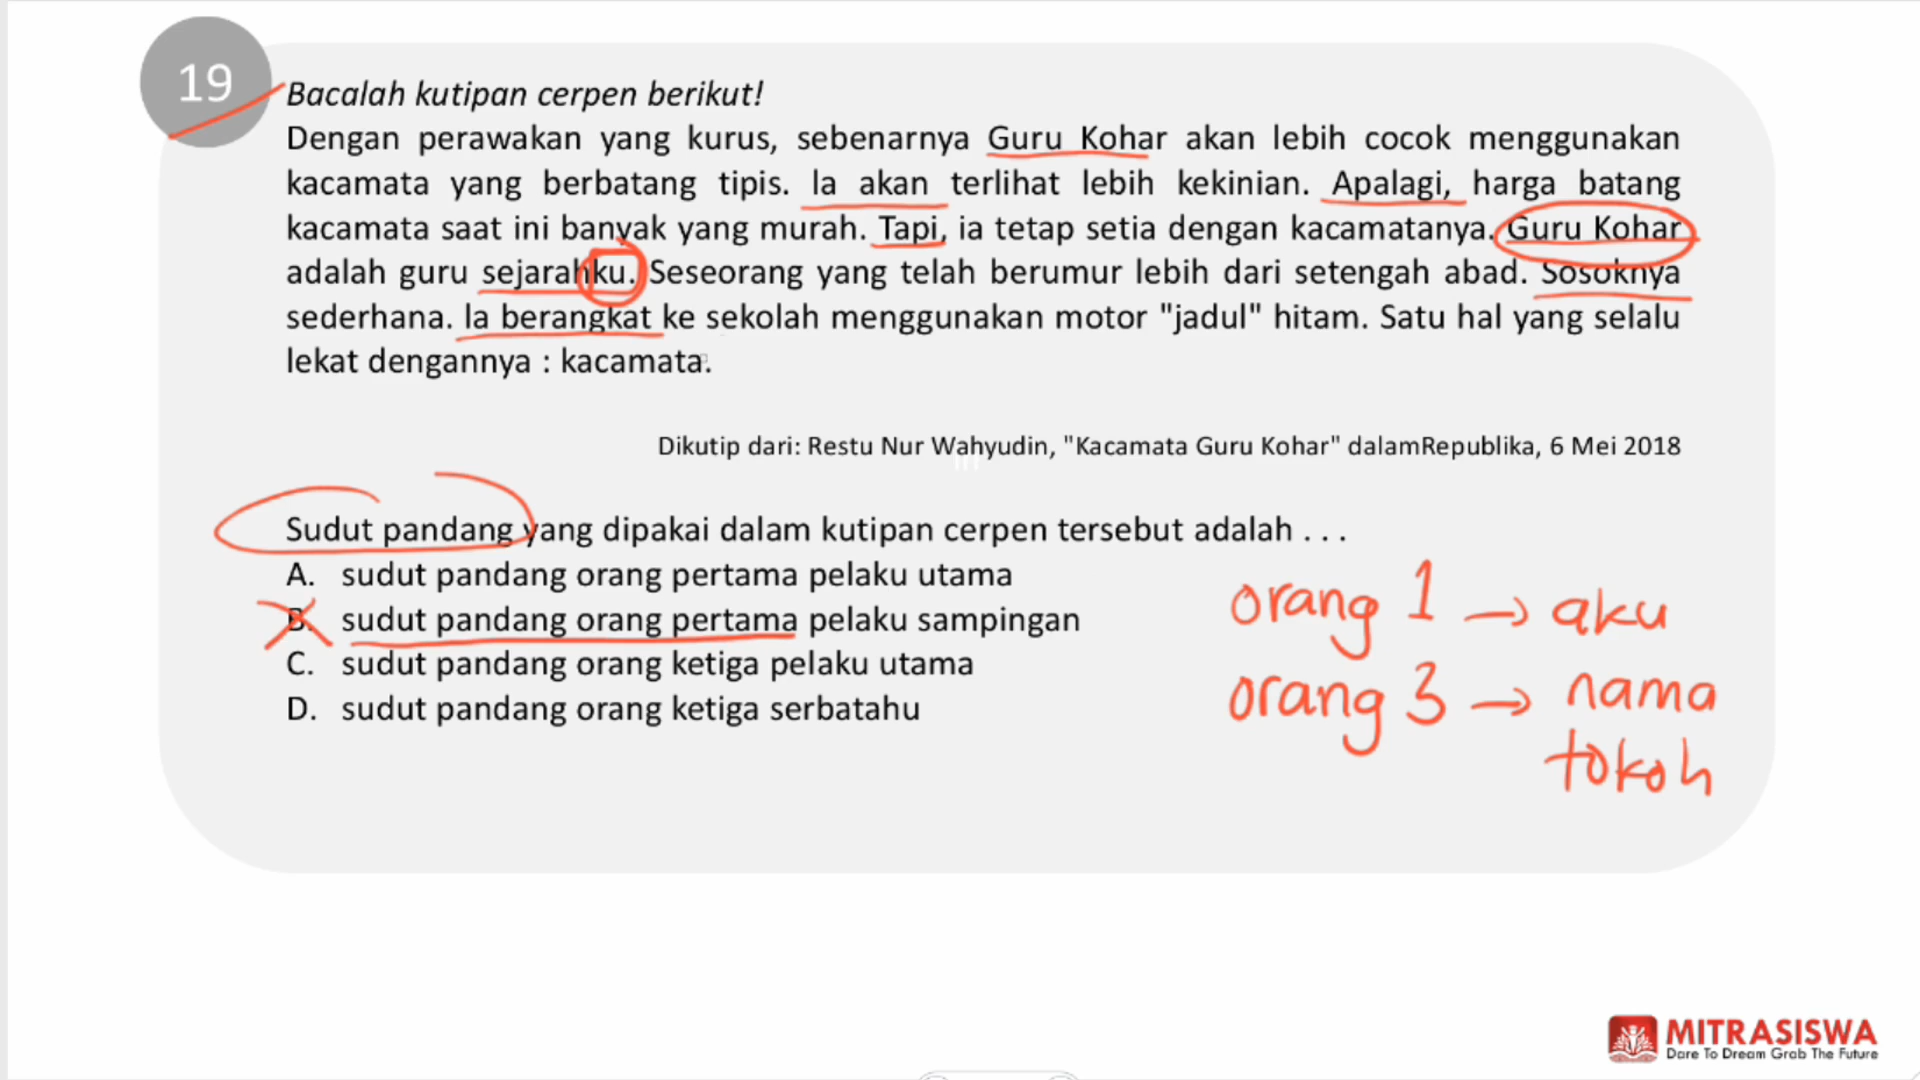 19
Bacalah kutipan cerpen berikut!
Dengan perawakan yang kurus, sebenarnya Guru Kohar akan lebih cocok menggunakan
kacamata yang berbatang tipis. Ia akan terlihat lebih kekinian. Apalagi, harga batang
kacamata saat ini banyak yang murah. Tapi, ia tetap setia dengan kacamatanya. Guru Kohar
adalah guru sejarahku. Seseorang yang telah berumur lebih dari setengah abad. Sosoknya
sederhana. Ia berangkat ke sekolah menggunakan motor "jadul" hitam. Satu hal yang selalu
lekat dengannya : kacamata.
Dikutip dari: Restu Nur Wahyudin, "Kacamata Guru Kohar" dalamRepublika, 6 Mei 2018
Sudut pandang yang dipakai dalam kutipan cerpen tersebut adalah . . .
A. sudut pandang orang pertama pelaku utama
B. sudut pandang orang pertama pelaku sampingan
C. sudut pandang orang ketiga pelaku utama
D. sudut pandang orang ketiga serbatahu
orang 1 → aku
orang 3 → nama
tokoh
MITRASISWA
Dare To Dream Grab The Future